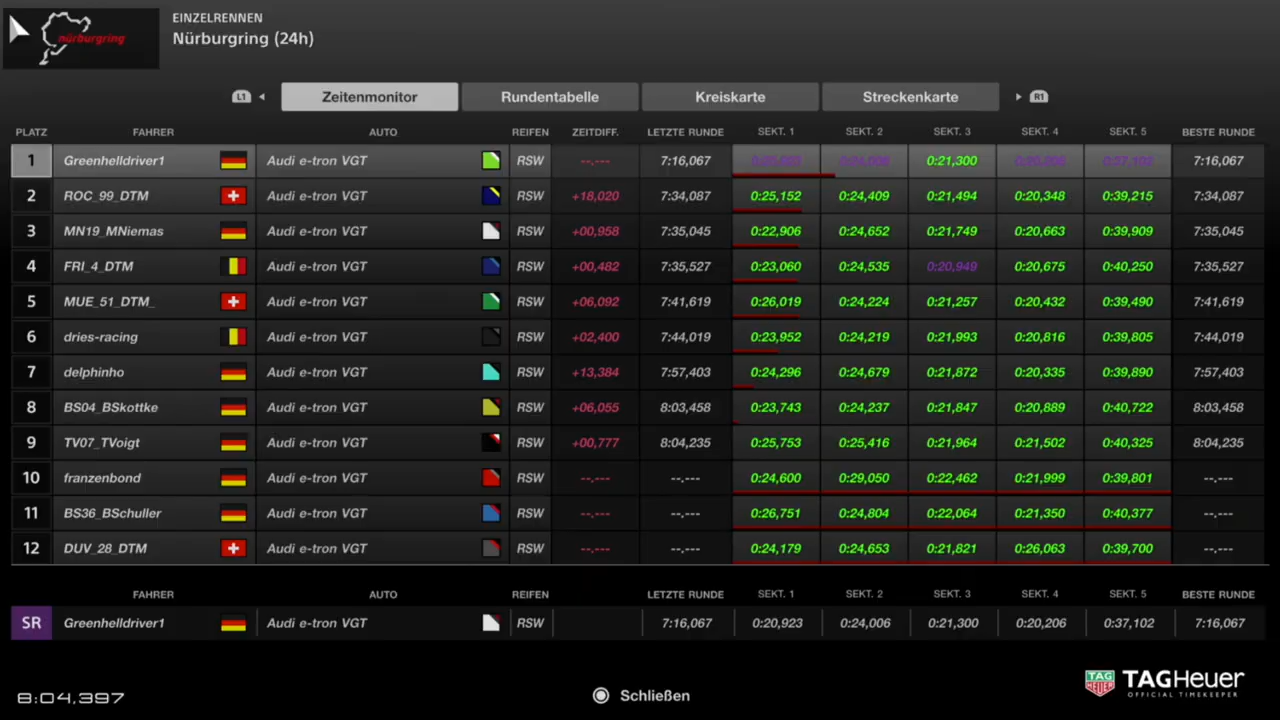 EINZELRENNEN
Nürburgring (24h)
nürburgring
L1 Zeitenmonitor Rundentabelle Kreiskarte Streckenkarte R1
PLATZ FAHRER AUTO REIFEN ZEITDIFF. LETZTE RUNDE SEKT. 1 SEKT. 2 SEKT. 3 SEKT. 4 SEKT. 5 BESTE RUNDE
1 Greenhelldriver1 Audi e-tron VGT RSW --,--- 7:16,067 0:21,300 7:16,067
2 ROC_99_DTM Audi e-tron VGT RSW +18,020 7:34,087 0:25,152 0:24,409 0:21,494 0:20,348 0:39,215 7:34,087
3 MN19_MNiemas Audi e-tron VGT RSW +00,958 7:35,045 0:22,906 0:24,652 0:21,749 0:20,663 0:39,909 7:35,045
4 FRI_4_DTM Audi e-tron VGT RSW +00,482 7:35,527 0:23,060 0:24,535 0:20,949 0:20,675 0:40,250 7:35,527
5 MUE_51_DTM_ Audi e-tron VGT RSW +06,092 7:41,619 0:26,019 0:24,224 0:21,257 0:20,432 0:39,490 7:41,619
6 dries-racing Audi e-tron VGT RSW +02,400 7:44,019 0:23,952 0:24,219 0:21,993 0:20,816 0:39,805 7:44,019
7 delphinho Audi e-tron VGT RSW +13,384 7:57,403 0:24,296 0:24,679 0:21,872 0:20,335 0:39,890 7:57,403
8 BS04_BSkottke Audi e-tron VGT RSW +06,055 8:03,458 0:23,743 0:24,237 0:21,847 0:20,889 0:40,722 8:03,458
9 TV07_TVoigt Audi e-tron VGT RSW +00,777 8:04,235 0:25,753 0:25,416 0:21,964 0:21,502 0:40,325 8:04,235
10 franzenbond Audi e-tron VGT RSW --,--- --,--- 0:24,600 0:29,050 0:22,462 0:21,999 0:39,801 --,---
11 BS36_BSchuller Audi e-tron VGT RSW --,--- --,--- 0:26,751 0:24,804 0:22,064 0:21,350 0:40,377 --,---
12 DUV_28_DTM Audi e-tron VGT RSW --,--- --,--- 0:24,179 0:24,653 0:21,821 0:26,063 0:39,700 --,---
FAHRER AUTO REIFEN LETZTE RUNDE SEKT. 1 SEKT. 2 SEKT. 3 SEKT. 4 SEKT. 5 BESTE RUNDE
SR Greenhelldriver1 Audi e-tron VGT RSW 7:16,067 0:20,923 0:24,006 0:21,300 0:20,206 0:37,102 7:16,067
8:04,397
Schließen
TAG HEUER
TAGHeuer
OFFICIAL TIMEKEEPER